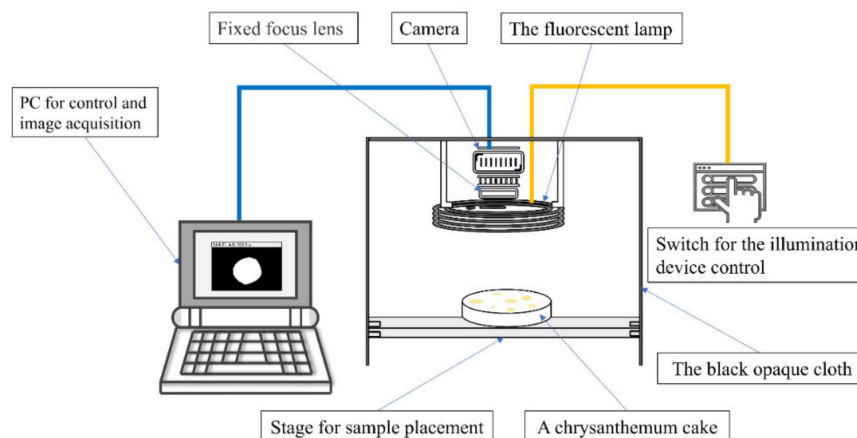 Fixed focus lens
Camera
The fluorescent lamp
PC for control and
image acquisition
Switch for the illumination
device control
The black opaque cloth
Stage for sample placement
A chrysanthemum cake